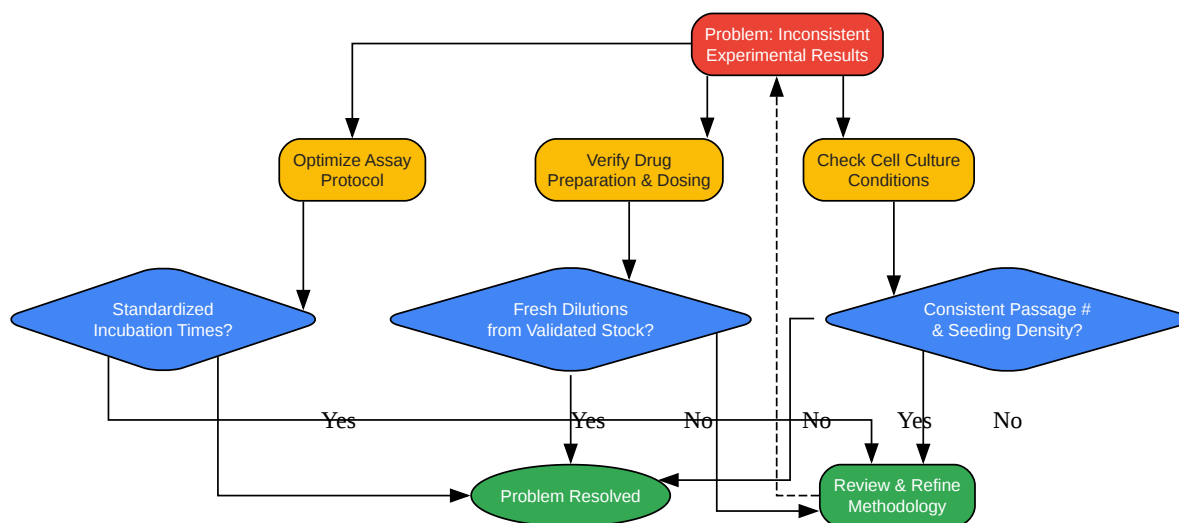 Problem: Inconsistent
Experimental Results
Optimize Assay
Protocol
Verify Drug
Preparation & Dosing
Check Cell Culture
Conditions
Standardized
Incubation Times?
Fresh Dilutions
from Validated Stock?
Consistent Passage #
& Seeding Density?
Yes
Yes
No
No
Yes
No
Problem Resolved
Review & Refine
Methodology